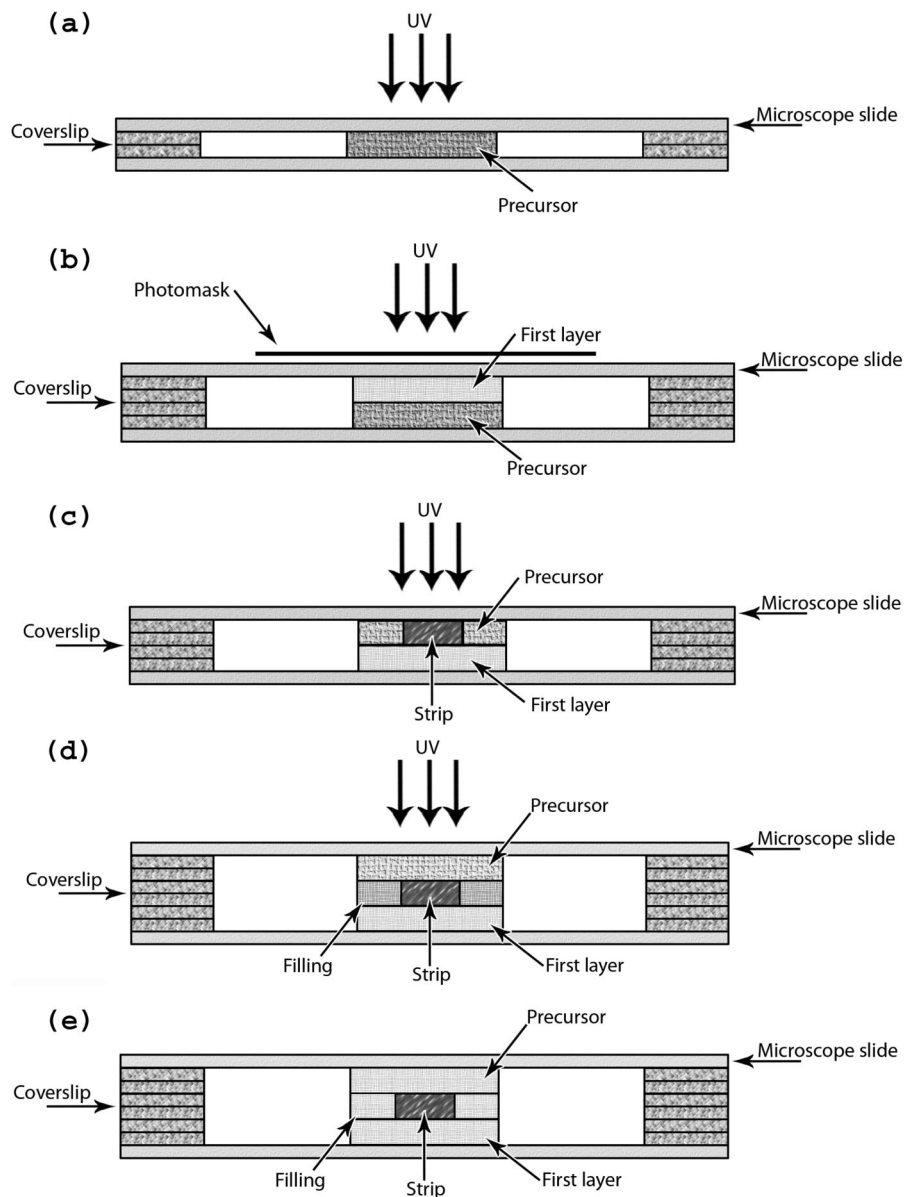 (a)
UV
Microscope slide
Coverslip
Precursor
(b)
UV
Photomask
First layer
Microscope slide
Coverslip
Precursor
(c)
UV
Precursor
Microscope slide
Coverslip
First layer
Strip
(d)
UV
Precursor
Microscope slide
Coverslip
First layer
Filling
Strip
(e)
Precursor
Microscope slide
Coverslip
Filling
First layer
Strip